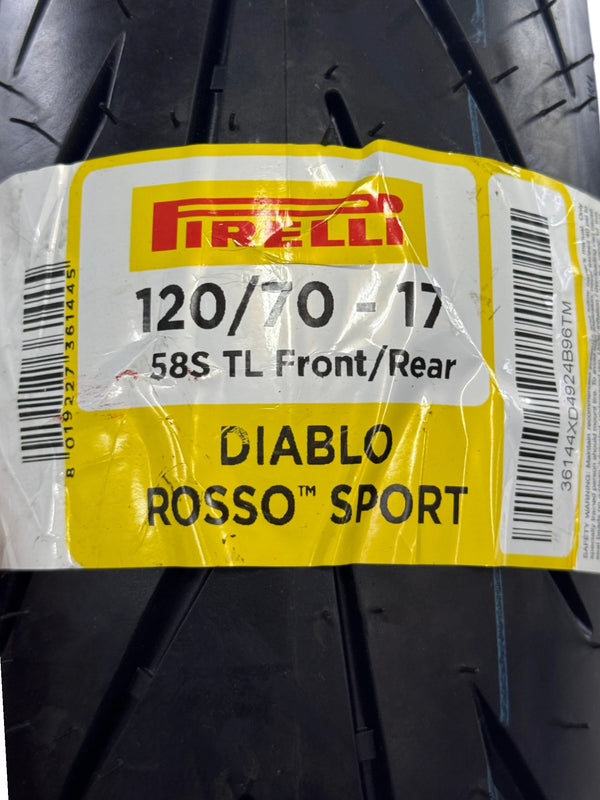 PIRELLI
120/70 - 17
58S TL Front/Rear
DIABLO
ROSSO™ SPORT
8 019227 361445
36144XD4924B96TM